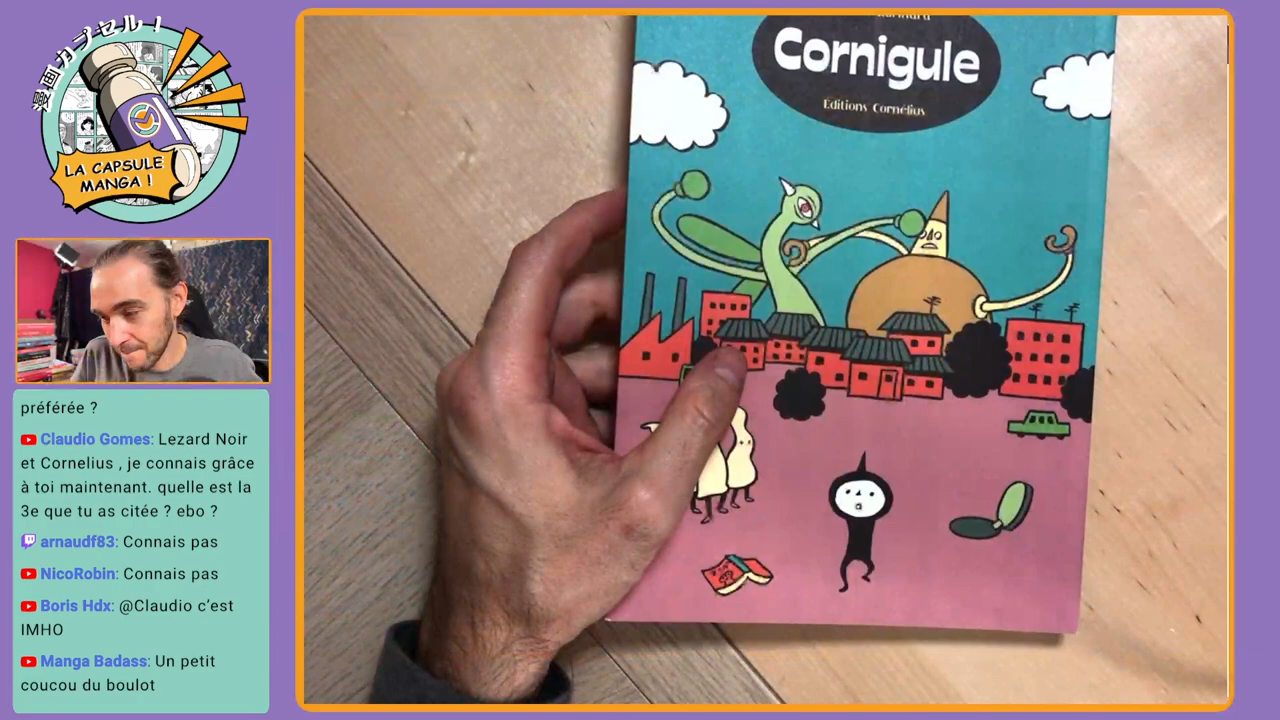 漫画カプセル！
LA CAPSULE
MANGA !
préférée ?
Claudio Gomes: Lezard Noir
et Cornelius , je connais grâce
à toi maintenant. quelle est la
3e que tu as citée ? ebo ?
arnaudf83: Connais pas
NicoRobin: Connais pas
Boris Hdx: @Claudio c’est
IMHO
Manga Badass: Un petit
coucou du boulot
Cornigule
Éditions Cornélius